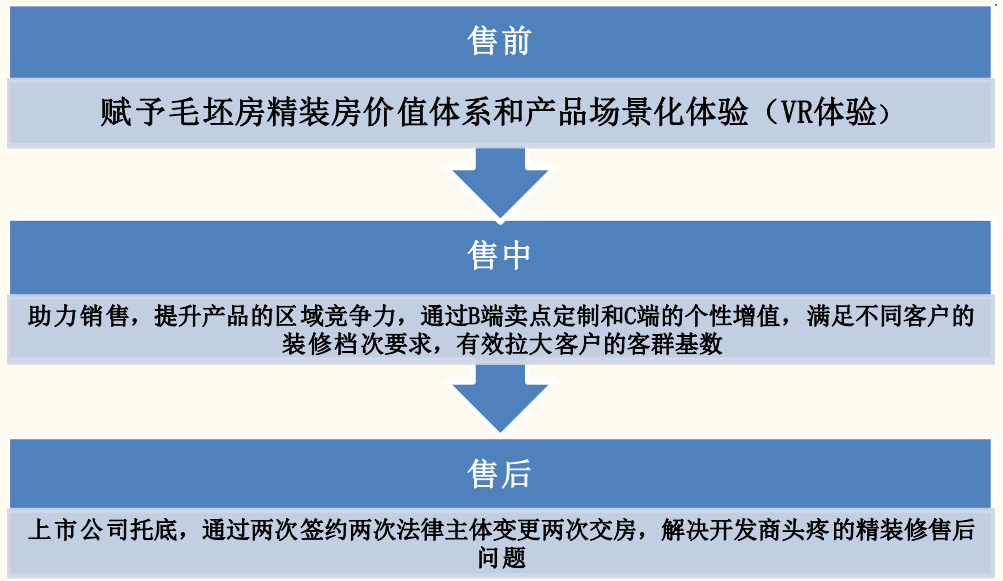 售前
赋予毛坯房精装房价值体系和产品场景化体验（VR体验）
售中
助力销售，提升产品的区域竞争力，通过B端卖点定制和C端的个性增值，满足不同客户的
装修档次要求，有效拉大客户的客群基数
售后
上市公司托底，通过两次签约两次法律主体变更两次交房，解决开发商头疼的精装修售后
问题